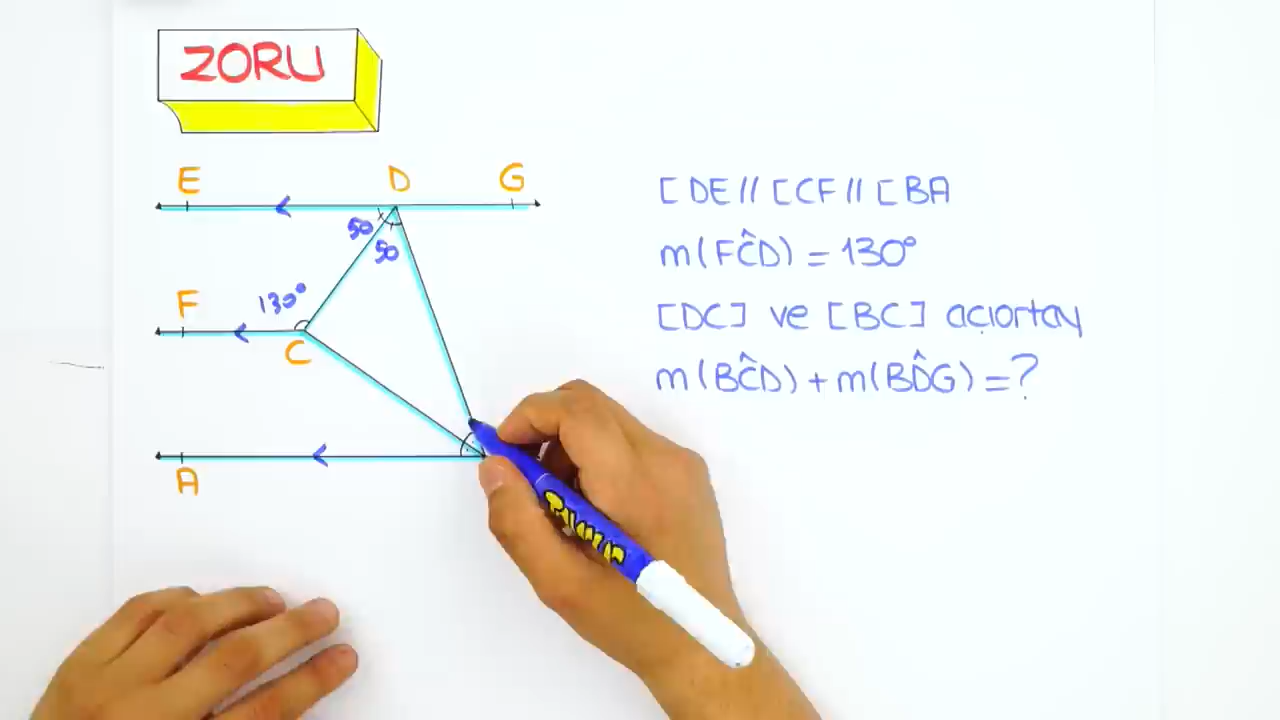 ZORU
E D G
50
50
130°
F
C
A
[DE // [CF // [BA
m(FĈD) = 130°
[DC] ve [BC] açıortay
m(BĈD) + m(BD̂G) = ?